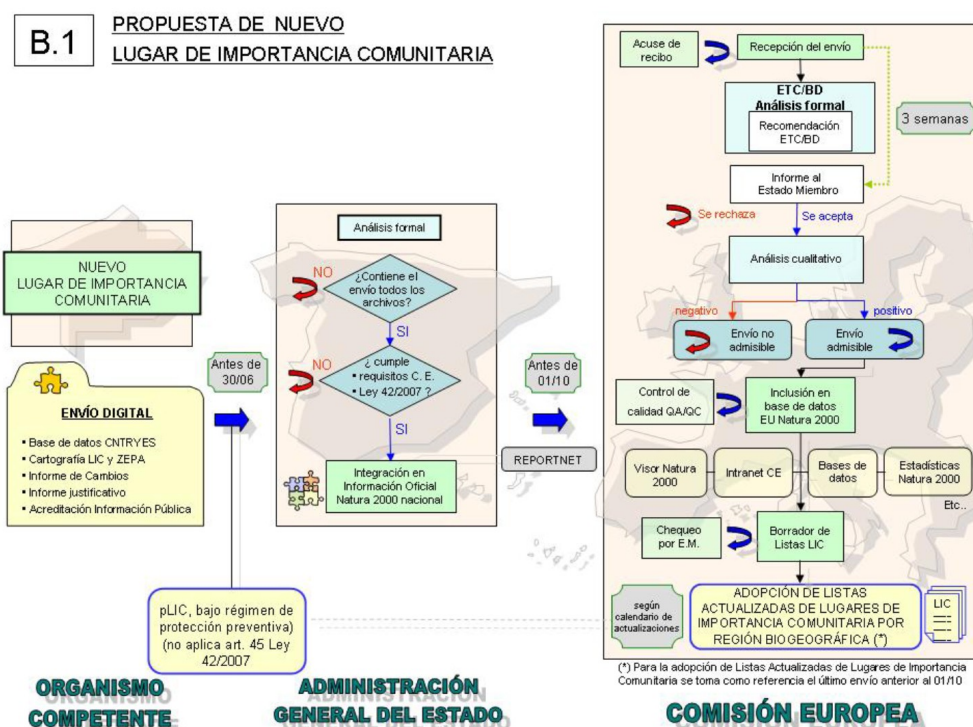 B.1
PROPUESTA DE NUEVO
LUGAR DE IMPORTANCIA COMUNITARIA
NUEVO
LUGAR DE IMPORTANCIA
COMUNITARIA
ENVÍO DIGITAL
▪ Base de datos CNTRYES
▪ Cartografía LIC y ZEPA
▪ Informe de Cambios
▪ Informe justificativo
▪ Acreditación Información Pública
Antes de
30/06
pLIC, bajo régimen de
protección preventiva)
(no aplica art. 45 Ley
42/2007
ORGANISMO
COMPETENTE
Análisis formal
NO
¿Contiene el
envío todos los
archivos?
SI
NO
¿ cumple
▪ requisitos C. E.
▪ Ley 42/2007 ?
SI
Integración en
Información Oficial
Natura 2000 nacional
Antes de
01/10
REPORTNET
ADMINISTRACIÓN
GENERAL DEL ESTADO
Acuse de
recibo
Recepción del envío
ETC/BD
Análisis formal
Recomendación
ETC/BD
3 semanas
Informe al
Estado Miembro
Se rechaza
Se acepta
Análisis cualitativo
negativo
positivo
Envío no
admisible
Envío
admisible
Control de
calidad QA/QC
Inclusión en
base de datos
EU Natura 2000
Visor Natura
2000
Intranet CE
Bases de
datos
Estadísticas
Natura 2000
Etc..
Chequeo
por E.M.
Borrador de
Listas LIC
según
calendario de
actualizaciones
ADOPCIÓN DE LISTAS
ACTUALIZADAS DE LUGARES DE
IMPORTANCIA COMUNITARIA POR
REGIÓN BIOGEOGRÁFICA (*)
LIC
(*) Para la adopción de Listas Actualizadas de Lugares de Importancia
Comunitaria se toma como referencia el último envío anterior al 01/10
COMISIÓN EUROPEA